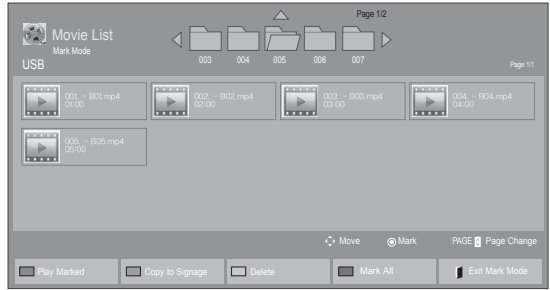 Page 1/2
Movie List
Mark Mode
USB
003 004 005 006 007
Page 1/1
001. - B01.mp4
01:00
002. - B02.mp4
02:00
003. - B03.mp4
03:00
004. - B04.mp4
04:00
005. - B05.mp4
05:00
Move Mark PAGE Page Change
Play Marked Copy to Signage Delete Mark All Exit Mark Mode